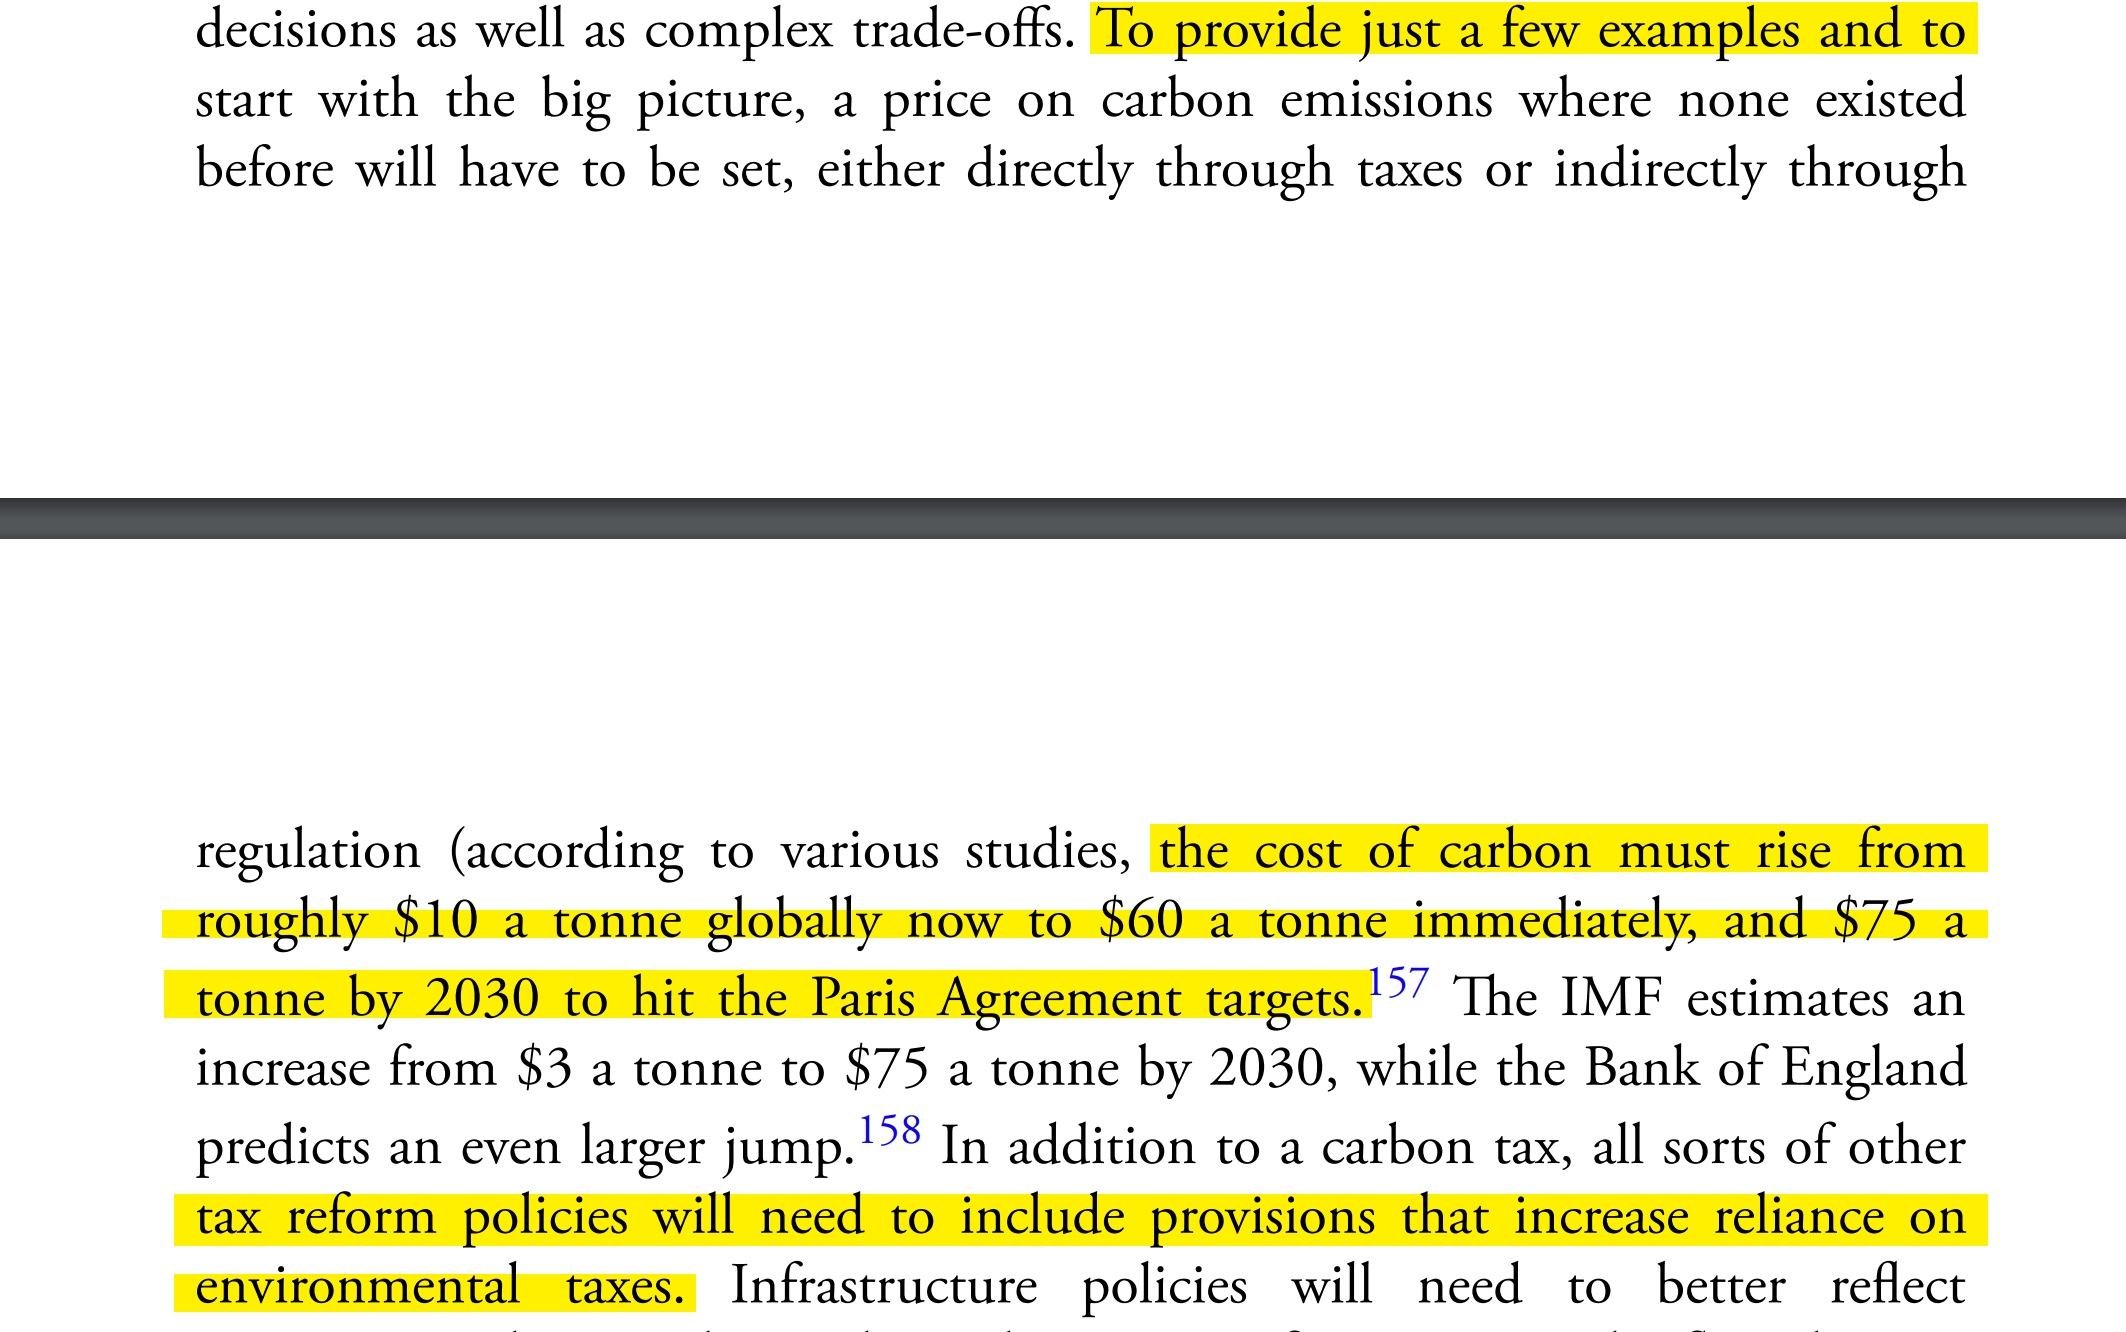 decisions as well as complex trade-offs. To provide just a few examples and to
start with the big picture, a price on carbon emissions where none existed
before will have to be set, either directly through taxes or indirectly through
regulation (according to various studies, the cost of carbon must rise from
roughly $10 a tonne globally now to $60 a tonne immediately, and $75 a
tonne by 2030 to hit the Paris Agreement targets.157 The IMF estimates an
increase from $3 a tonne to $75 a tonne by 2030, while the Bank of England
predicts an even larger jump.158 In addition to a carbon tax, all sorts of other
tax reform policies will need to include provisions that increase reliance on
environmental taxes. Infrastructure policies will need to better reflect